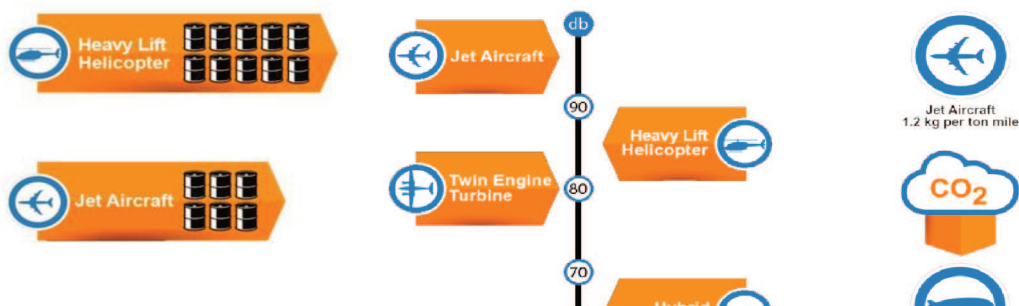 Heavy Lift
Helicopter
Jet Aircraft
db
Jet Aircraft
90
Heavy Lift
Helicopter
Twin Engine
Turbine
80
70
Hybrid
Jet Aircraft
1.2 kg per ton mile
CO2